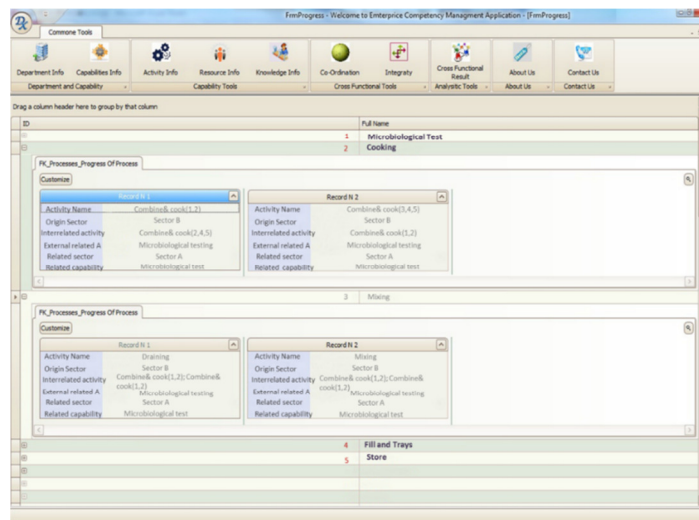 FrmProgress - Welcome to Emterprice Competency Managment Application - [FrmProgress]
Commone Tools
Department Info Capabilities Info Activity Info Resource Info Knowledge Info Co-Ordination Integraty Cross Functional Result About Us Contact Us
Department and Capability Capability Tools Cross Functional Tools Analysitic Tools About Us Contact Us
Drag a column header here to group by that column
ID Full Name
1 Microbiological Test
2 Cooking
FK_Processes_Progress Of Process
Customize
Record N 1 Record N 2
Activity Name Combine& cook(1,2) Activity Name Combine& cook(3,4,5)
Origin Sector Sector B Origin Sector Sector B
Interrelated activity Combine& cook(2,4,5) Interrelated activity Combine& cook(1,2)
External related A Microbiological testing External related A Microbiological testing
Related sector Sector A Related sector Sector A
Related capability Microbiological test Related capability Microbiological test
3 Mixing
FK_Processes_Progress Of Process
Customize
Record N 1 Record N 2
Activity Name Draining Activity Name Mixing
Origin Sector Sector B Origin Sector Sector B
Interrelated activity Combine& cook(1,2);Combine& cook(1,2) Interrelated activity Combine& cook(1,2);Combine& cook(1,2)
External related A Microbiological testing External related A Microbiological testing
Related sector Sector A Related sector Sector A
Related capability Microbiological test Related capability Microbiological test
4 Fill and Trays
5 Store